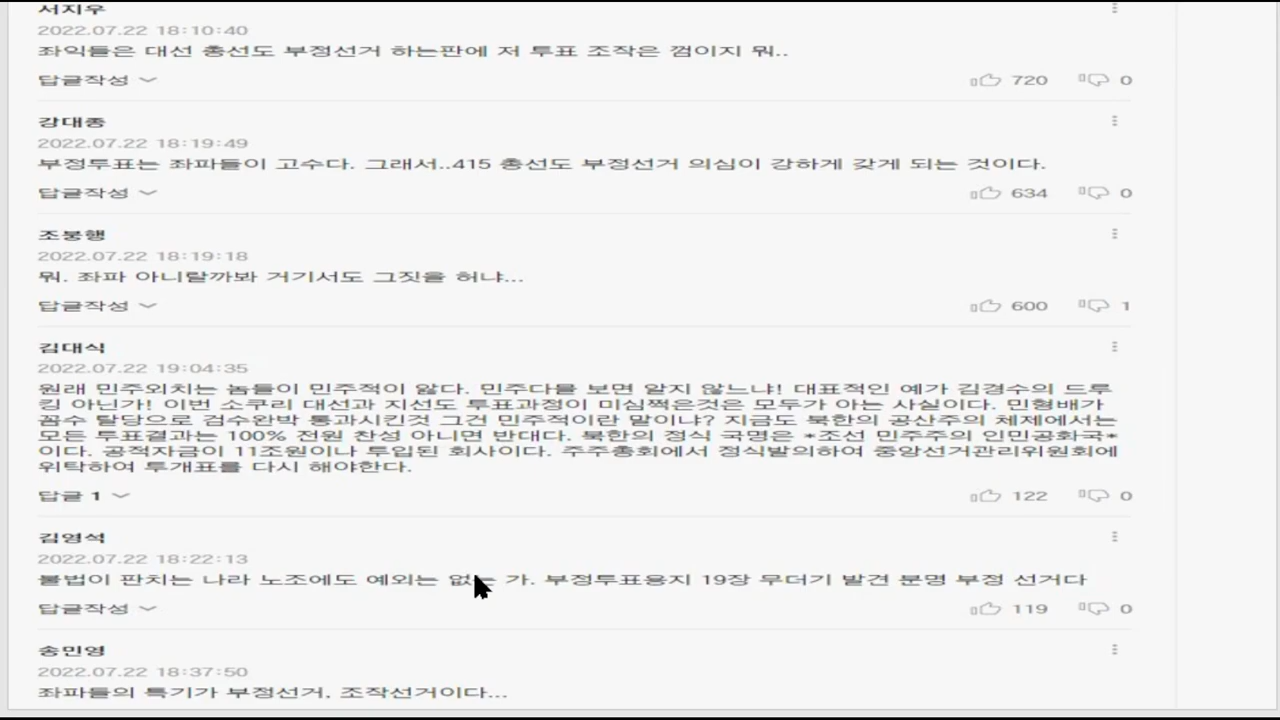 서지우
2022.07.22 18:10:40
좌익들은 대선 총선도 부정선거 하는판에 저 투표 조작은 껌이지 뭐..
답글작성
720 0
강대종
2022.07.22 18:19:49
부정투표는 좌파들이 고수다. 그래서..415 총선도 부정선거 의심이 강하게 갖게 되는 것이다.
답글작성
634 0
조붕행
2022.07.22 18:19:18
뭐. 좌파 아니랄까봐 거기서도 그짓을 허냐...
답글작성
600 1
김대식
2022.07.22 19:04:35
원래 민주외치는 놈들이 민주적이 않다. 민주다물 보면 알지 않느냐! 대표적인 예가 김경수의 드루
킹 아닌가! 이번 소쿠리 대선과 지선도 투표과정이 미심쩍은것은 모두가 아는 사실이다. 민형배가
꼼수 탈당으로 검수완박 통과시킨것 그건 민주적이란 말이냐? 지금도 북한의 공산주의 체제에서는
모든 투표결과는 100% 전원 찬성 아니면 반대다. 북한의 정식 국명은 *조선 민주주의 인민공화국*
이다. 공적자금이 11조원이나 투입된 회사이다. 주주총회에서 정식발의하여 중앙선거관리위원회에
위탁하여 투개표를 다시 해야한다.
답글 1
122 0
김영석
2022.07.22 18:22:13
불법이 판치는 나라 노조에도 예외는 없는 가. 부정투표용지 19장 무더기 발견 분명 부정 선거다
답글작성
119 0
송민영
2022.07.22 18:37:50
좌파들의 특기가 부정선거. 조작선거이다...